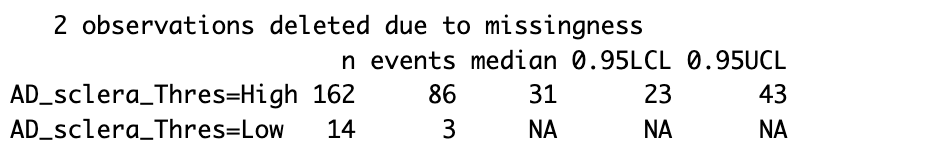 2 observations deleted due to missingness
n events median 0.95LCL 0.95UCL
AD_sclera_Thres=High 162 86 31 23 43
AD_sclera_Thres=Low 14 3 NA NA NA